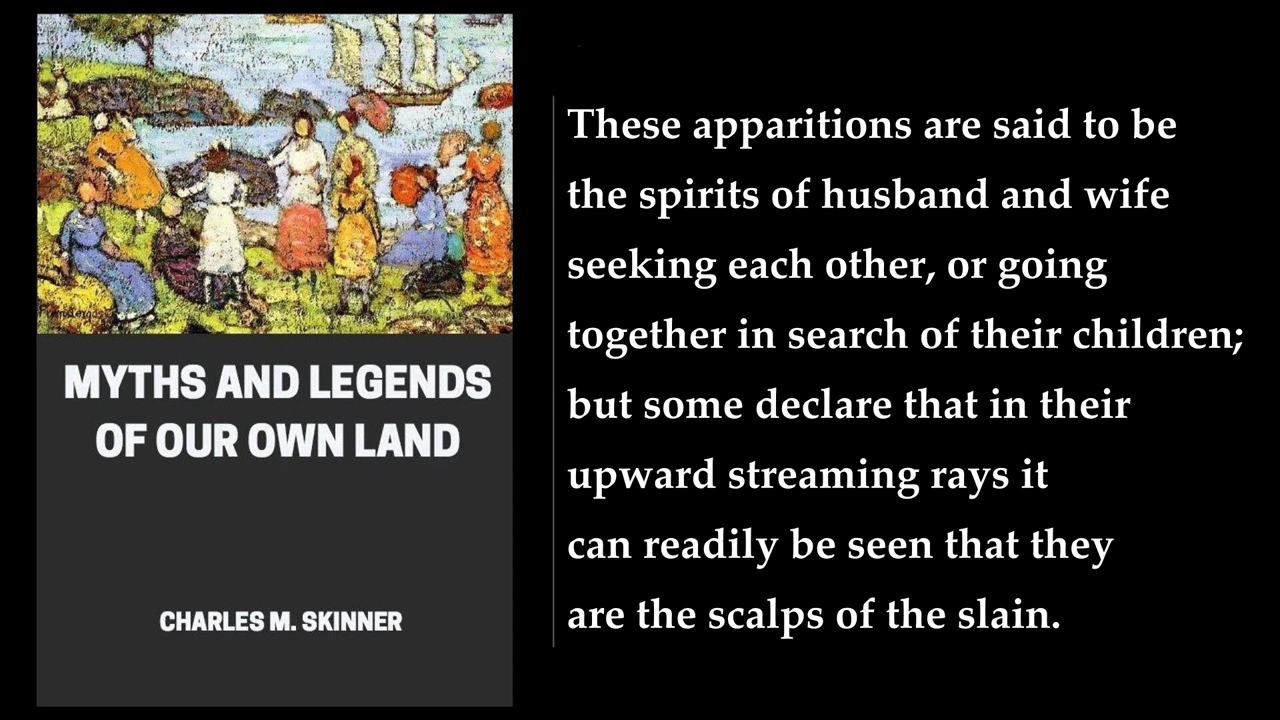 MYTHS AND LEGENDS
OF OUR OWN LAND
CHARLES M. SKINNER
These apparitions are said to be
the spirits of husband and wife
seeking each other, or going
together in search of their children;
but some declare that in their
upward streaming rays it
can readily be seen that they
are the scalps of the slain.